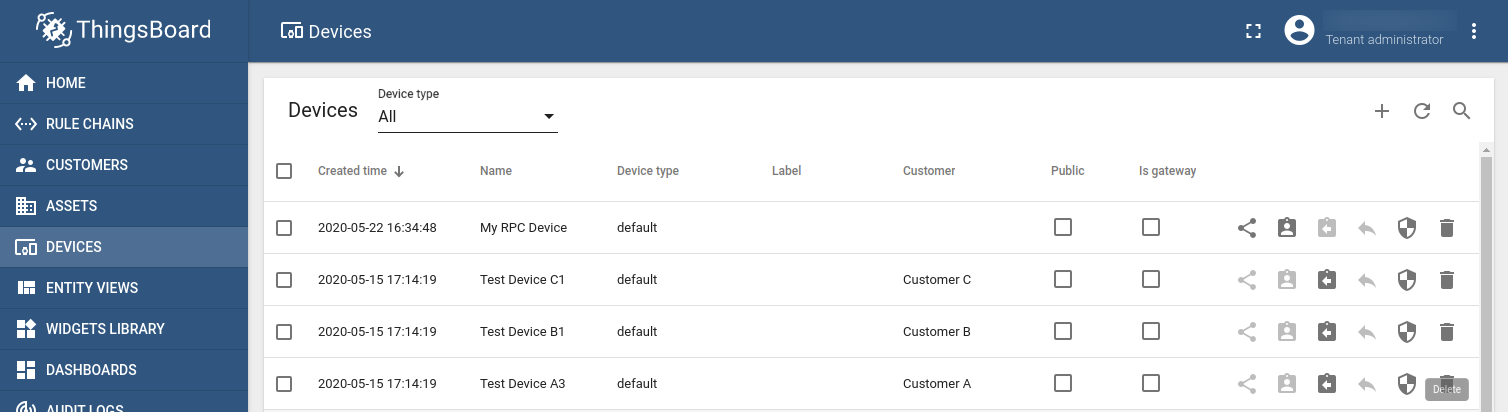 ThingsBoard
Devices
Tenant administrator
HOME
RULE CHAINS
CUSTOMERS
ASSETS
DEVICES
ENTITY VIEWS
WIDGETS LIBRARY
DASHBOARDS
AUDIT LOGS
Devices
Device type
All
Created time Name Device type Label Customer Public Is gateway
2020-05-22 16:34:48 My RPC Device default
2020-05-15 17:14:19 Test Device C1 default Customer C
2020-05-15 17:14:19 Test Device B1 default Customer B
2020-05-15 17:14:19 Test Device A3 default Customer A
Delete